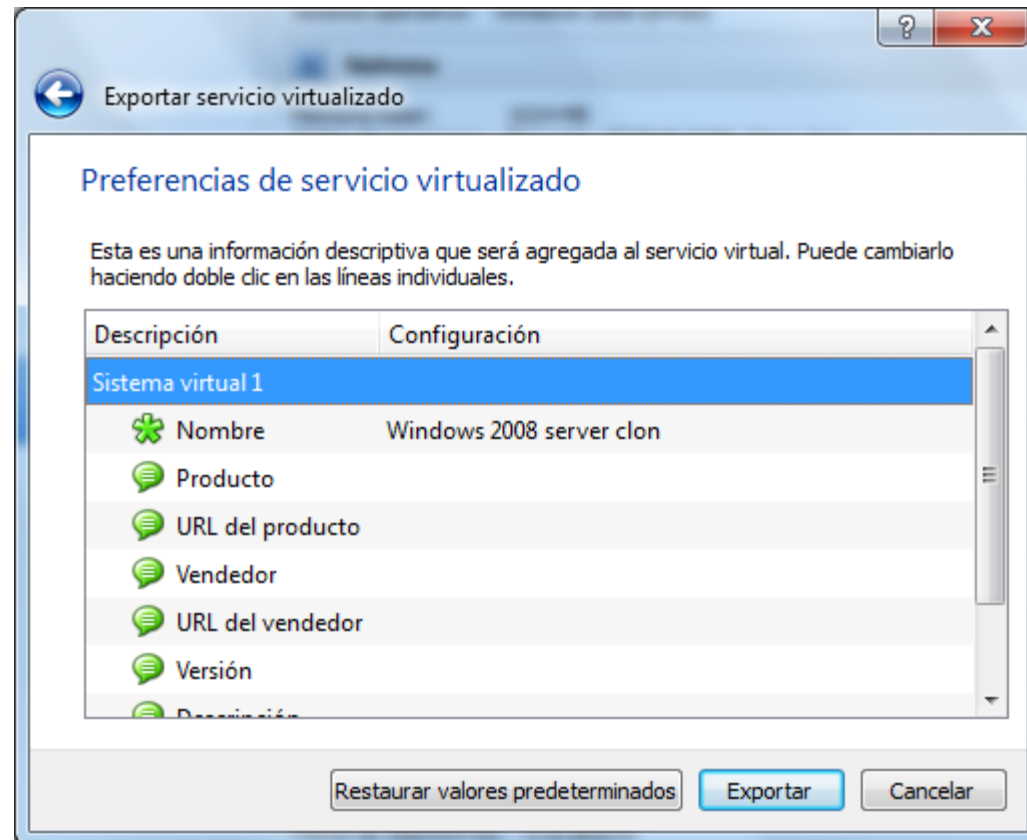 Exportar servicio virtualizado
Preferencias de servicio virtualizado
Esta es una información descriptiva que será agregada al servicio virtual. Puede cambiarlo
haciendo doble clic en las líneas individuales.
Descripción Configuración
Sistema virtual 1
Nombre Windows 2008 server clon
Producto
URL del producto
Vendedor
URL del vendedor
Versión
Descripción
Restaurar valores predeterminados Exportar Cancelar